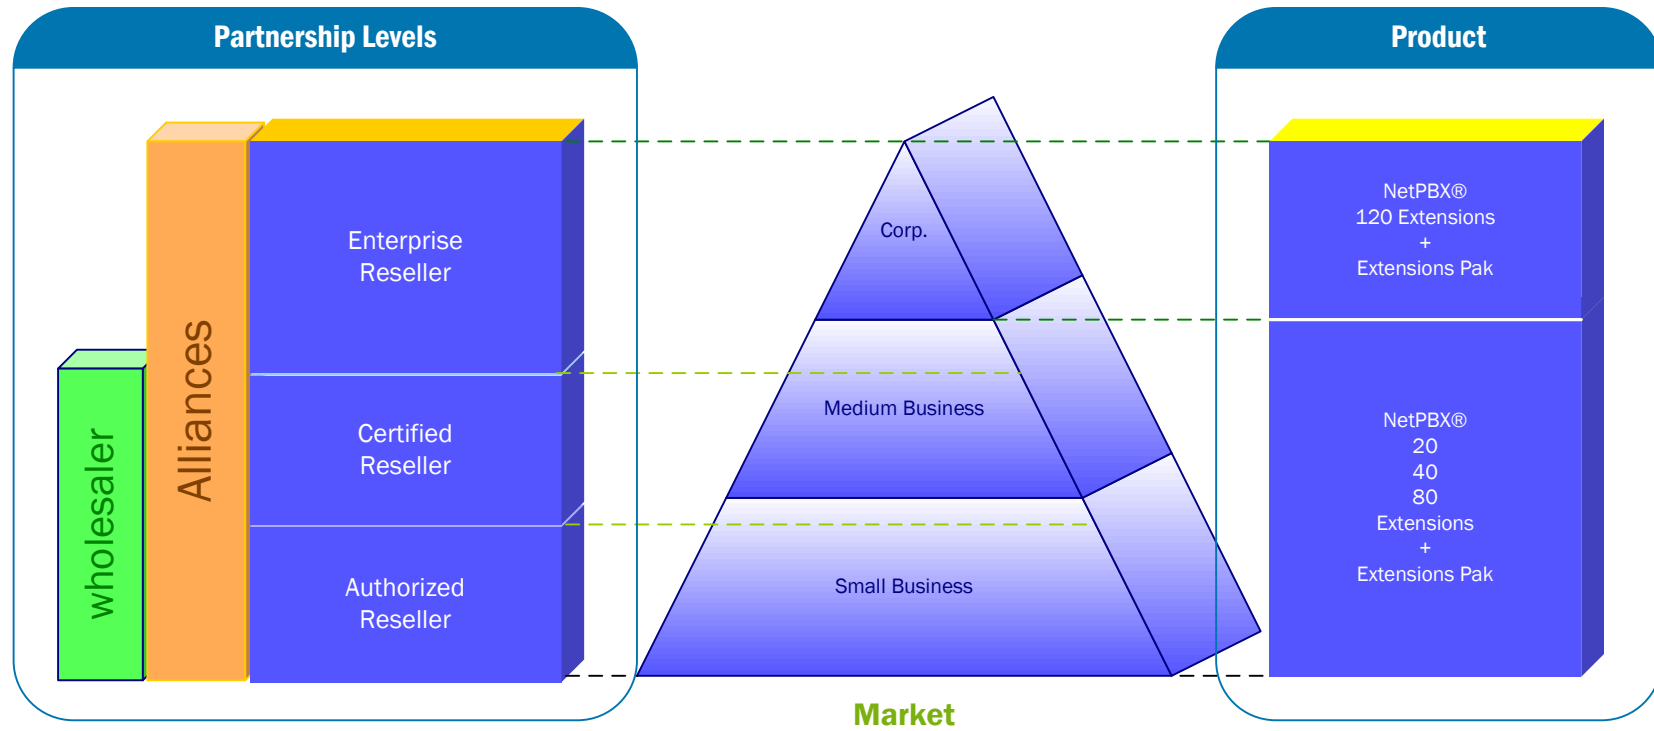 Partnership Levels
wholesaler
Alliances
Enterprise
Reseller
Certified
Reseller
Authorized
Reseller
Corp.
Medium Business
Small Business
Market
Product
NetPBX®
120 Extensions
+
Extensions Pak
NetPBX®
20
40
80
Extensions
+
Extensions Pak